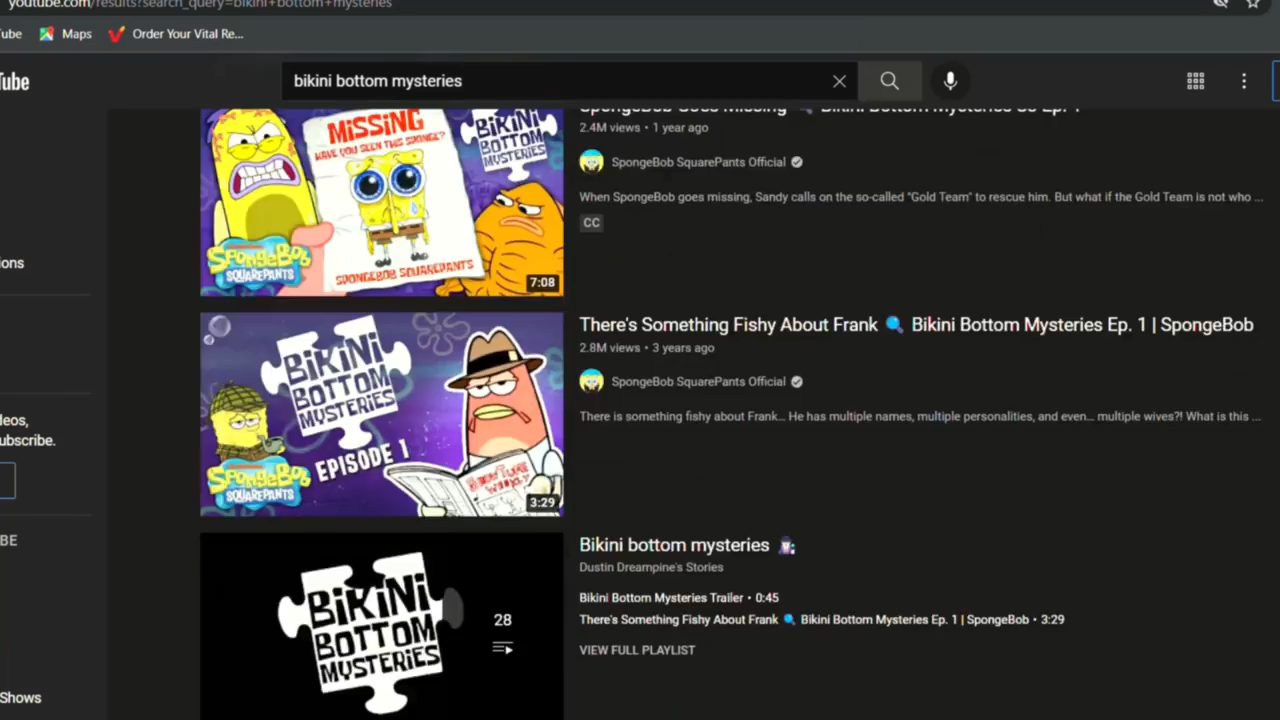 youtube.com/results?search_query=bikini+bottom+mysteries
ube
Maps
Order Your Vital Re...
Tube
bikini bottom mysteries
SpongeBob Goes Missing 🔍 Bikini Bottom Mysteries S3 Ep. 1
2.4M views • 1 year ago
SpongeBob SquarePants Official
When SpongeBob goes missing, Sandy calls on the so-called "Gold Team" to rescue him. But what if the Gold Team is not who ...
CC
MISSING
HAVE YOU SEEN THIS SPONGE?
SPONGEBOB SQUAREPANTS
BIKINI
BOTTOM
MYSTERIES
SPONGEBOB
SQUAREPANTS
7:08
ions
There's Something Fishy About Frank 🔍 Bikini Bottom Mysteries Ep. 1 | SpongeBob
2.8M views • 3 years ago
SpongeBob SquarePants Official
There is something fishy about Frank... He has multiple names, multiple personalities, and even... multiple wives?! What is this ...
BIKINI
BOTTOM
MYSTERIES
EPISODE 1
SPONGEBOB
SQUAREPANTS
WEEKLY
3:29
deos,
ubscribe.
BE
Shows
Bikini bottom mysteries
Dustin Dreampine's Stories
Bikini Bottom Mysteries Trailer • 0:45
There's Something Fishy About Frank 🔍 Bikini Bottom Mysteries Ep. 1 | SpongeBob • 3:29
VIEW FULL PLAYLIST
BIKINI
BOTTOM
MYSTERIES
28